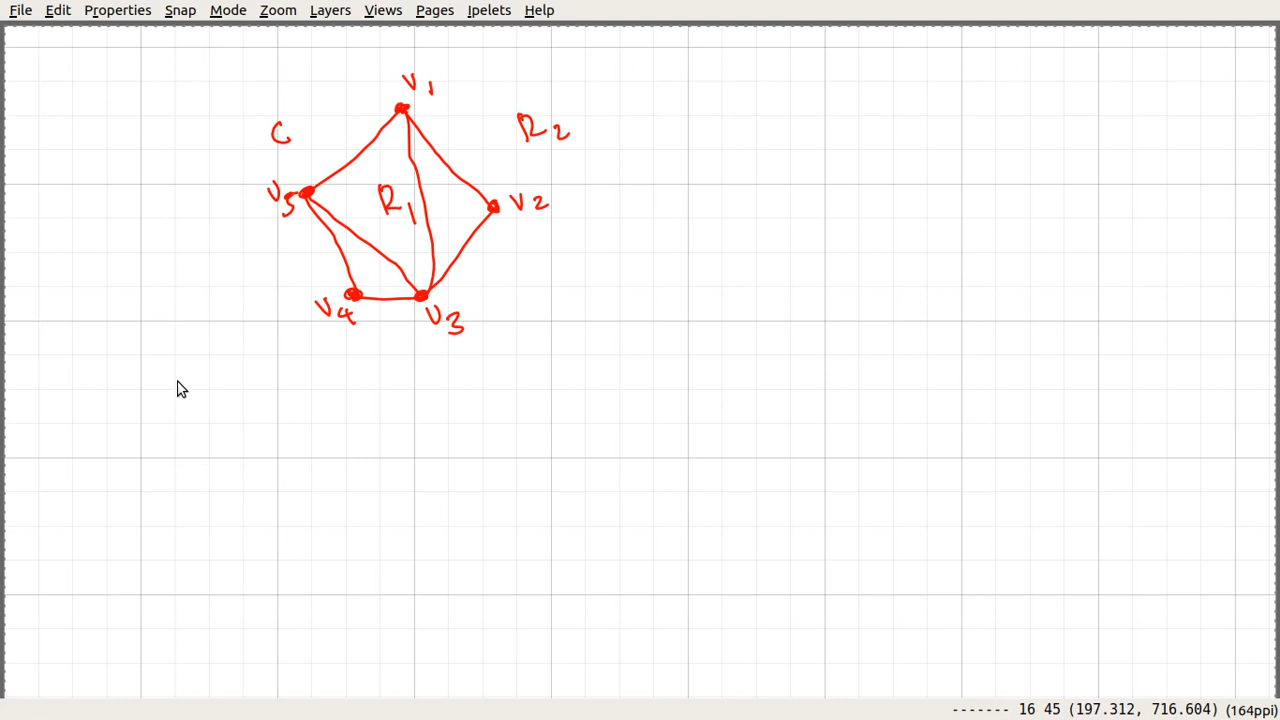 File Edit Properties Snap Mode Zoom Layers Views Pages Ipelets Help
V1
C
R2
V5
R1
V2
V4
V3
------- 16 45 (197.312, 716.604) (164ppi)